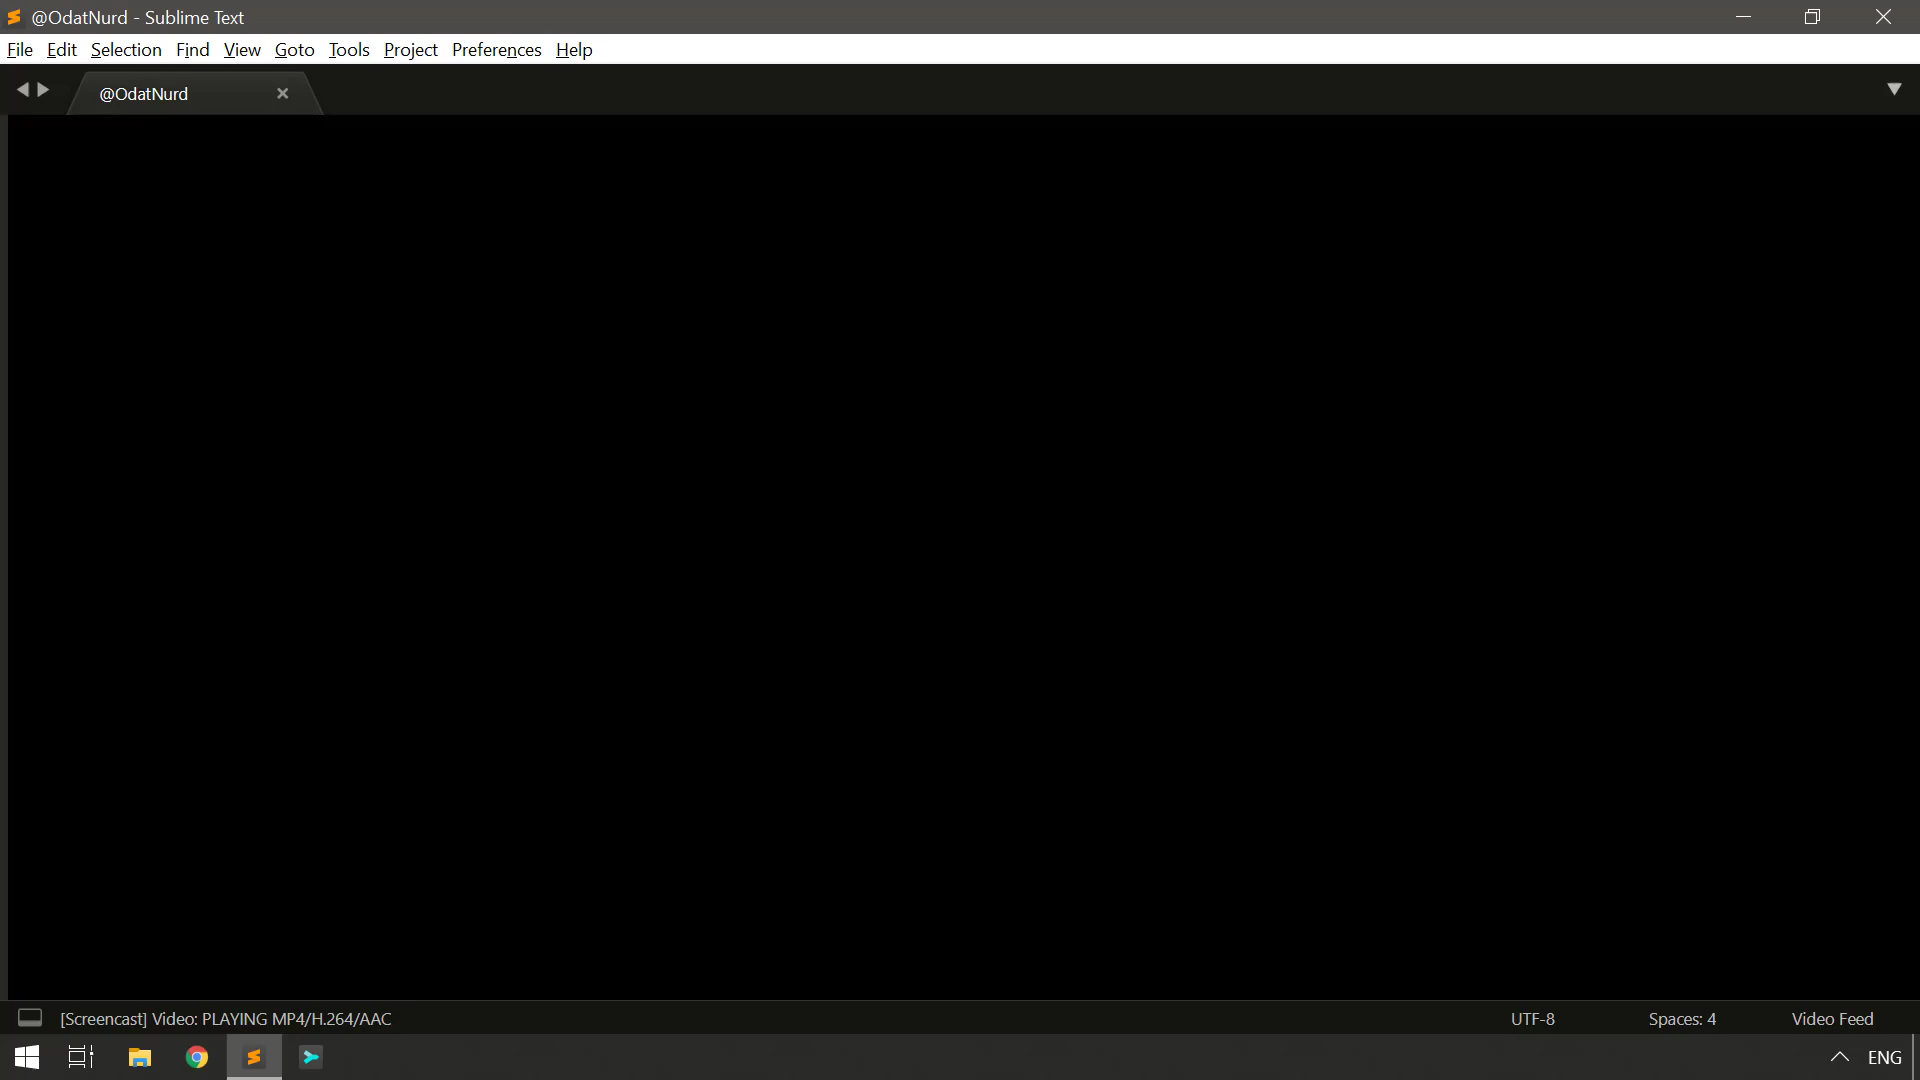 @OdatNurd - Sublime Text
File Edit Selection Find View Goto Tools Project Preferences Help
@OdatNurd
[Screencast] Video: PLAYING MP4/H.264/AAC UTF-8 Spaces: 4 Video Feed
ENG